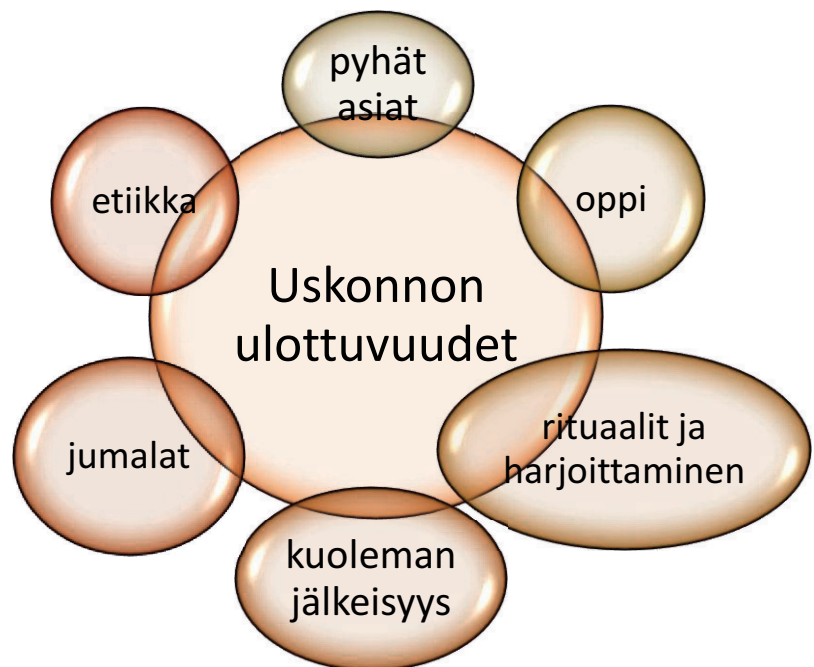 pyhät
asiat
etiikka
oppi
Uskonnon
ulottuvuudet
jumalat
rituaalit ja
harjoittaminen
kuoleman
jälkeisyys